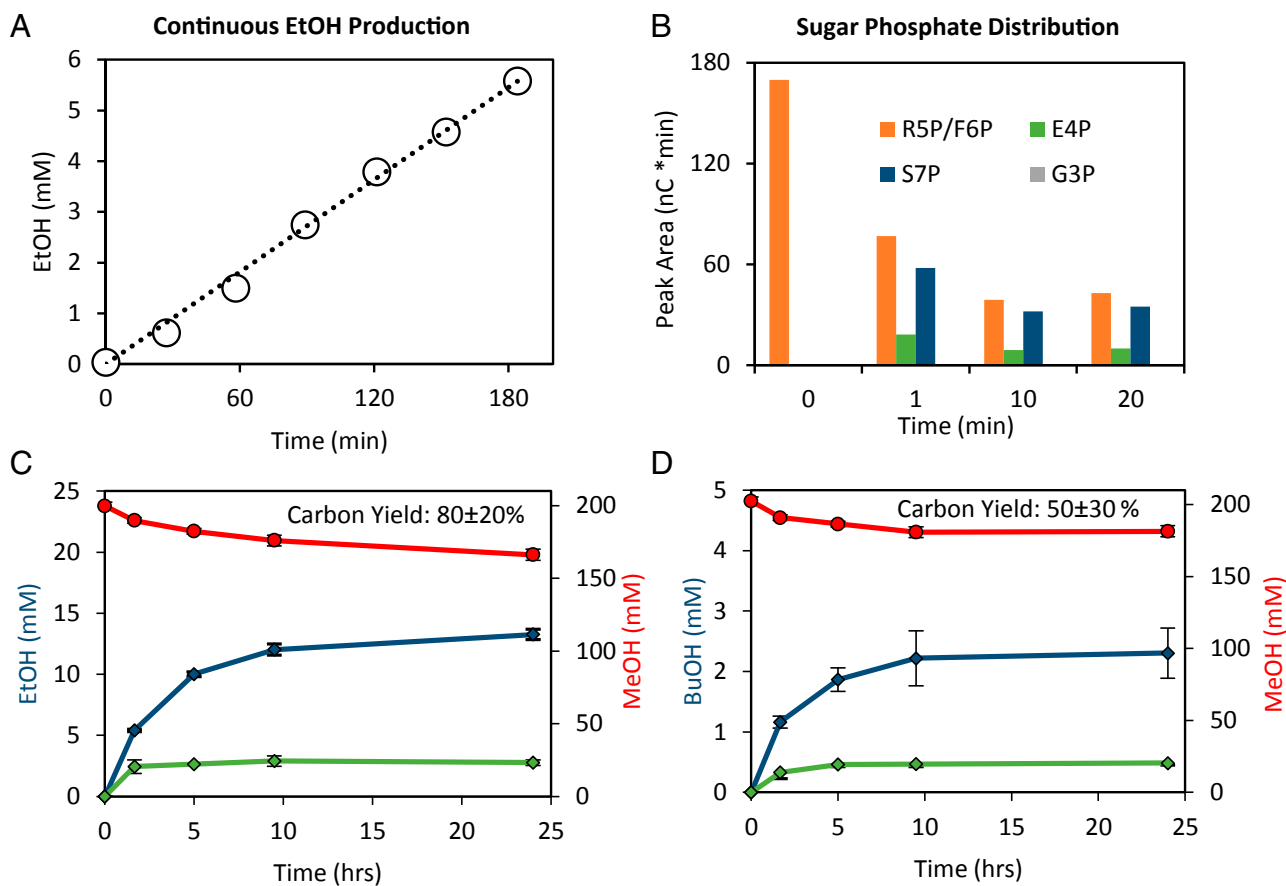 A
Continuous EtOH Production
6
5
4
3
2
1
0
EtOH (mM)
0 60 120 180
Time (min)
B
Sugar Phosphate Distribution
180
120
60
0
Peak Area (nC *min)
R5P/F6P E4P
S7P G3P
0 1 10 20
Time (min)
C
25
20
15
10
5
0
EtOH (mM)
Carbon Yield: 80±20%
200
150
100
50
0
MeOH (mM)
0 5 10 15 20 25
Time (hrs)
D
5
4
3
2
1
0
BuOH (mM)
Carbon Yield: 50±30 %
200
150
100
50
0
MeOH (mM)
0 5 10 15 20 25
Time (hrs)